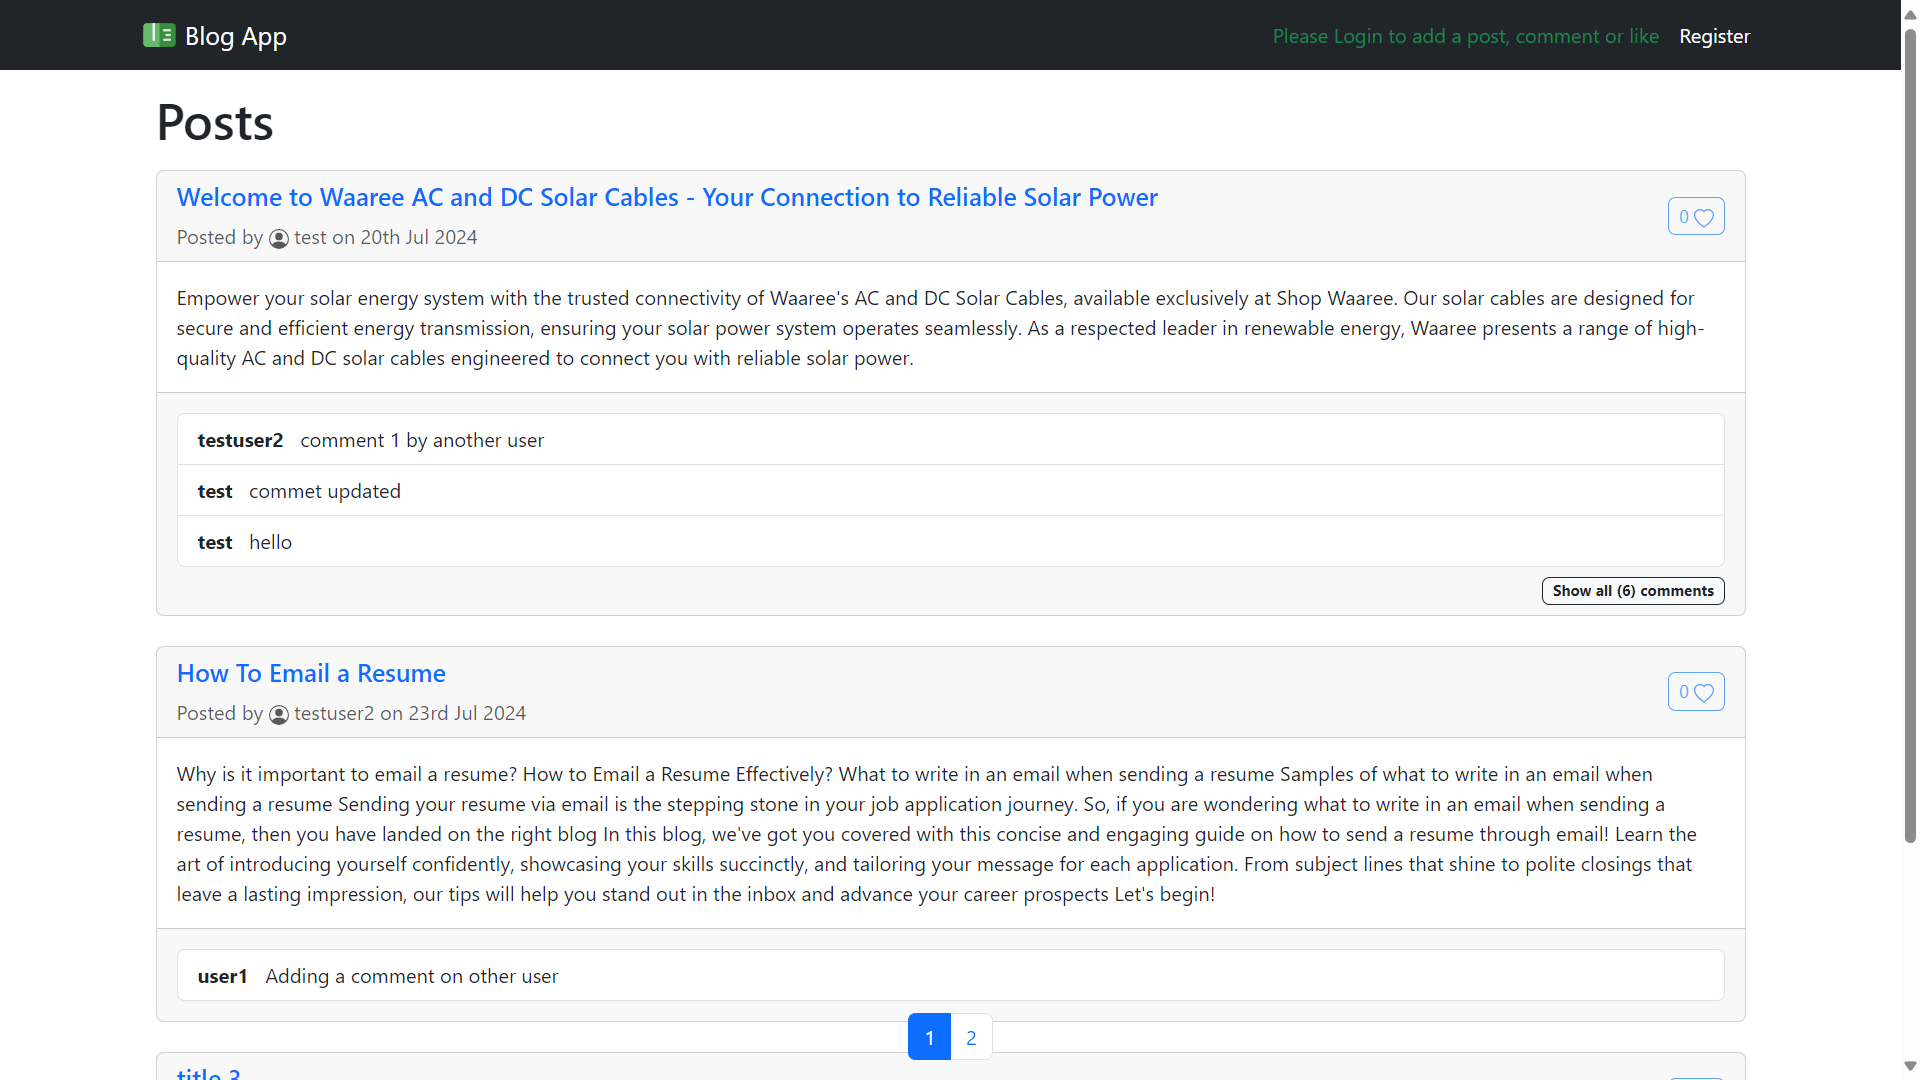 Blog App
Please Login to add a post, comment or like Register
Posts
Welcome to Waaree AC and DC Solar Cables - Your Connection to Reliable Solar Power
0
Posted by test on 20th Jul 2024
Empower your solar energy system with the trusted connectivity of Waaree's AC and DC Solar Cables, available exclusively at Shop Waaree. Our solar cables are designed for
secure and efficient energy transmission, ensuring your solar power system operates seamlessly. As a respected leader in renewable energy, Waaree presents a range of high-
quality AC and DC solar cables engineered to connect you with reliable solar power.
testuser2 comment 1 by another user
test commet updated
test hello
Show all (6) comments
How To Email a Resume
0
Posted by testuser2 on 23rd Jul 2024
Why is it important to email a resume? How to Email a Resume Effectively? What to write in an email when sending a resume Samples of what to write in an email when
sending a resume Sending your resume via email is the stepping stone in your job application journey. So, if you are wondering what to write in an email when sending a
resume, then you have landed on the right blog In this blog, we've got you covered with this concise and engaging guide on how to send a resume through email! Learn the
art of introducing yourself confidently, showcasing your skills succinctly, and tailoring your message for each application. From subject lines that shine to polite closings that
leave a lasting impression, our tips will help you stand out in the inbox and advance your career prospects Let's begin!
user1 Adding a comment on other user
1 2
title 3